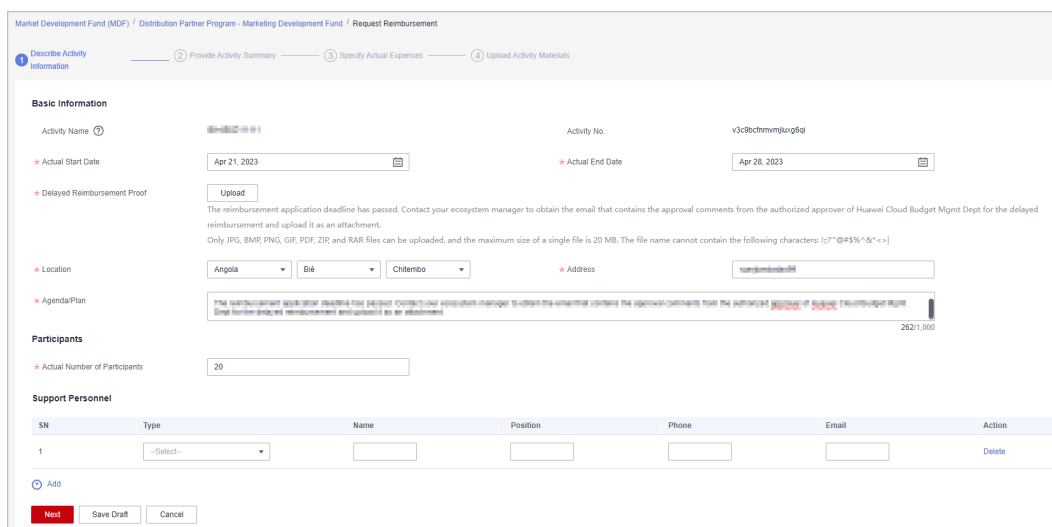 Market Development Fund (MDF) / Distribution Partner Program - Marketing Development Fund / Request Reimbursement
1 Describe Activity Information
2 Provide Activity Summary
3 Specify Actual Expenses
4 Upload Activity Materials
Basic Information
Activity Name ?
Activity No. v3c9bcfnmvmjluxg6qi
* Actual Start Date Apr 21, 2023
* Actual End Date Apr 28, 2023
* Delayed Reimbursement Proof Upload
The reimbursement application deadline has passed. Contact your ecosystem manager to obtain the email that contains the approval comments from the authorized approver of Huawei Cloud Budget Mgmt Dept for the delayed
reimbursement and upload it as an attachment.
Only JPG, BMP, PNG, GIF, PDF, ZIP, and RAR files can be uploaded, and the maximum size of a single file is 20 MB. The file name cannot contain the following characters: !;?'"@#$%^&*<>|
* Location Angola Bié Chitembo
* Address
* Agenda/Plan
262/1,000
Participants
* Actual Number of Participants 20
Support Personnel
SN Type Name Position Phone Email Action
1 --Select-- Delete
+ Add
Next Save Draft Cancel